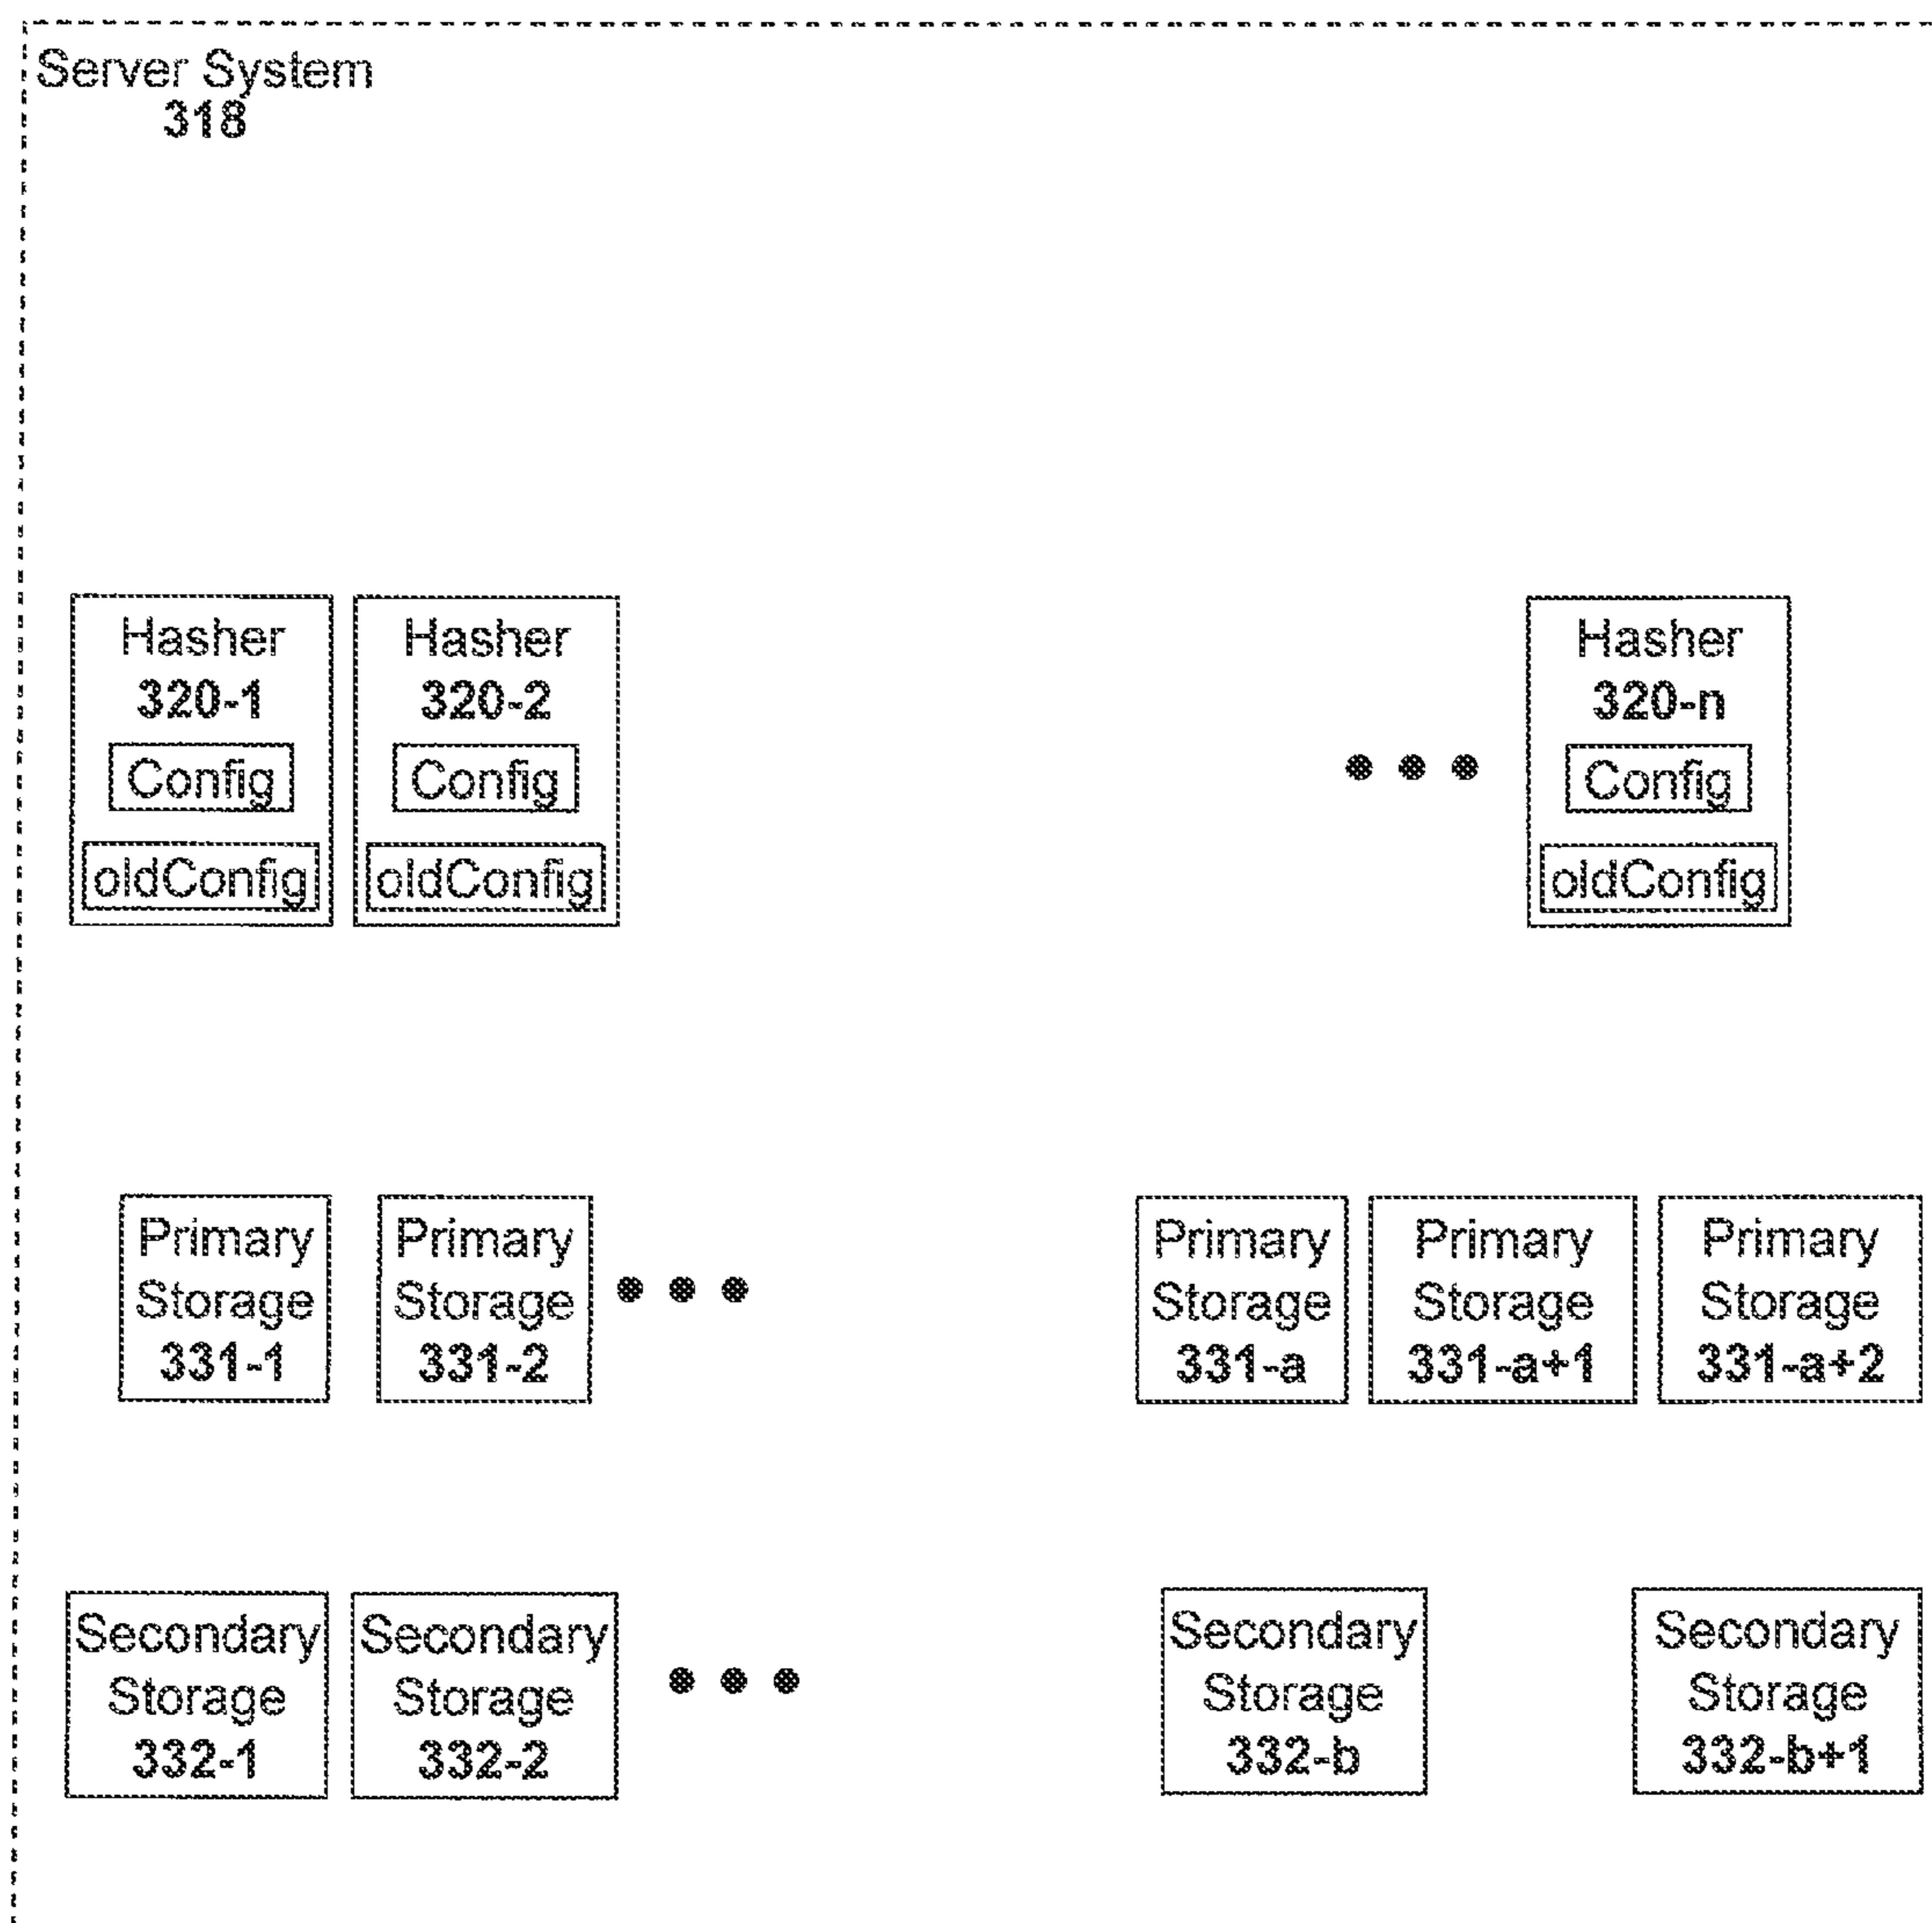 Server System
318
Hasher
320-1
Config
oldConfig
Hasher
320-2
Config
oldConfig
Hasher
320-n
Config
oldConfig
Primary
Storage
331-1
Primary
Storage
331-2
Primary
Storage
331-a
Primary
Storage
331-a+1
Primary
Storage
331-a+2
Secondary
Storage
332-1
Secondary
Storage
332-2
Secondary
Storage
332-b
Secondary
Storage
332-b+1